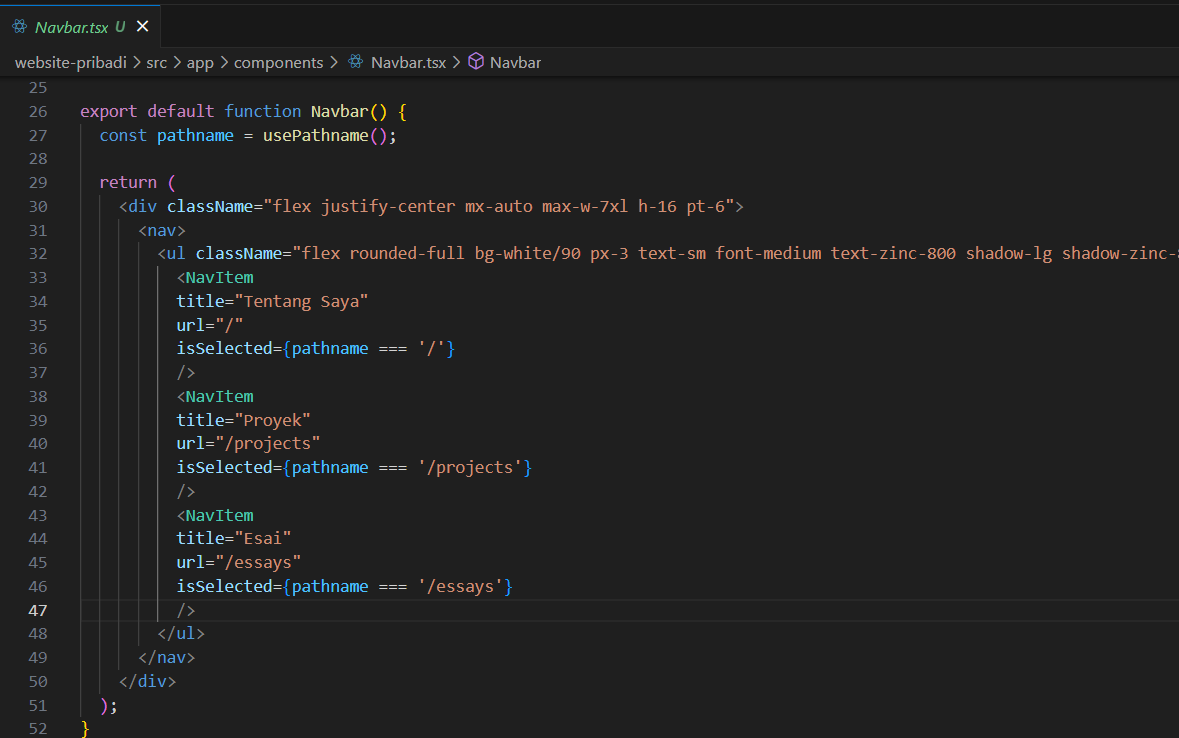 Navbar.tsx U
website-pribadi > src > app > components > Navbar.tsx > Navbar
25
26 export default function Navbar() {
27 const pathname = usePathname();
28
29 return (
30 <div className="flex justify-center mx-auto max-w-7xl h-16 pt-6">
31 <nav>
32 <ul className="flex rounded-full bg-white/90 px-3 text-sm font-medium text-zinc-800 shadow-lg shadow-zinc-
33 <NavItem
34 title="Tentang Saya"
35 url="/"
36 isSelected={pathname === '/'}
37 />
38 <NavItem
39 title="Proyek"
40 url="/projects"
41 isSelected={pathname === '/projects'}
42 />
43 <NavItem
44 title="Esai"
45 url="/essays"
46 isSelected={pathname === '/essays'}
47 />
48 </ul>
49 </nav>
50 </div>
51 );
52 }